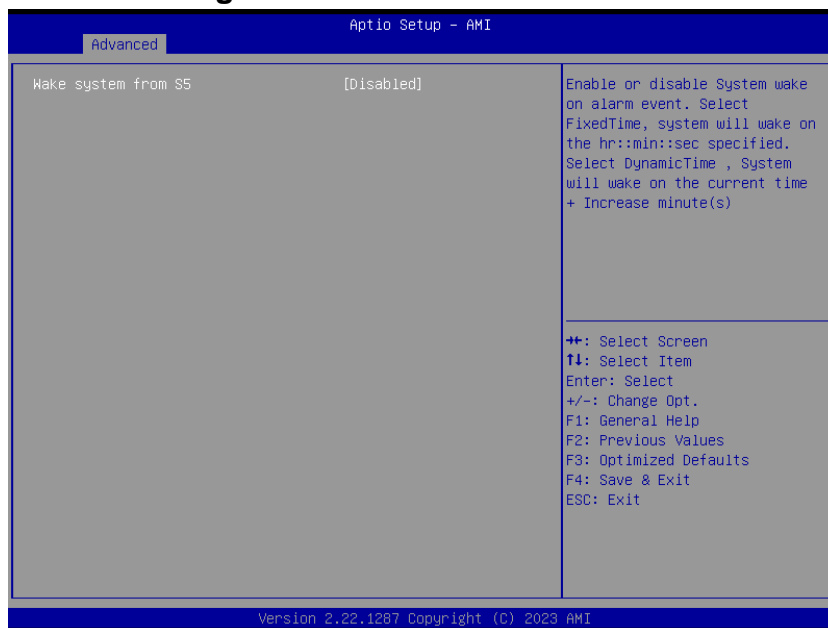 Aptio Setup – AMI
Advanced
Wake system from S5 [Disabled]
Enable or disable System wake
on alarm event. Select
FixedTime, system will wake on
the hr::min::sec specified.
Select DynamicTime , System
will wake on the current time
+ Increase minute(s)
→←: Select Screen
↑↓: Select Item
Enter: Select
+/-: Change Opt.
F1: General Help
F2: Previous Values
F3: Optimized Defaults
F4: Save & Exit
ESC: Exit
Version 2.22.1287 Copyright (C) 2023 AMI